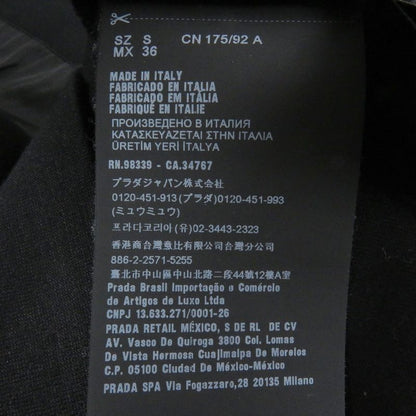 SZ S CN 175/92 A
MX 36
MADE IN ITALY
FABRICADO EN ITALIA
FABRICADO EM ITÁLIA
FABRIQUÉ EN ITALIE
ПРОИЗВЕДЕНО В ИТАЛИЯ
ΚΑΤΑΣΚΕΥΑΖΕΤΑΙ ΣΤΗΝ ΙΤΑΛΙΑ
ÜRETİM YERİ İTALYA
RN.98339 - CA.34767
プラダジャパン株式会社
0120-451-913 (プラダ) 0120-451-993
(ミュウミュウ)
프라다코리아 (유) 02-3443-2323
香港商台灣意比有限公司台灣分公司
886-2-2571-5255
臺北市中山區中山北路二段44號12樓A室
Prada Brasil Importação e Comércio
de Artigos de Luxo Ltda
CNPJ 13.633.271/0001-26
PRADA RETAIL MÉXICO, S DE RL DE CV
AV. Vasco De Quiroga 3800 Col. Lomas
De Vista Hermosa Cuajimalpa De Morelos
C.P. 05100 Ciudad De México-México
PRADA SPA Via Fogazzaro,28 20135 Milano